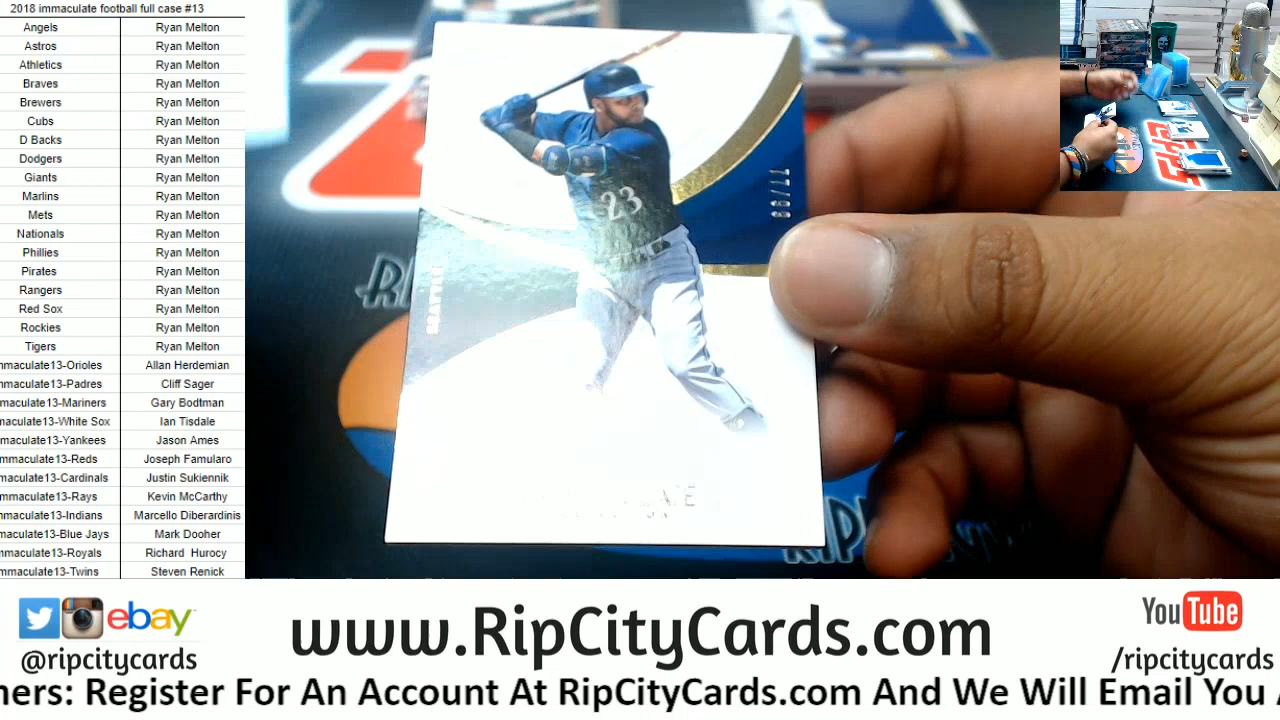 2018 immaculate football full case #13
Angels Ryan Melton
Astros Ryan Melton
Athletics Ryan Melton
Braves Ryan Melton
Brewers Ryan Melton
Cubs Ryan Melton
D Backs Ryan Melton
Dodgers Ryan Melton
Giants Ryan Melton
Marlins Ryan Melton
Mets Ryan Melton
Nationals Ryan Melton
Phillies Ryan Melton
Pirates Ryan Melton
Rangers Ryan Melton
Red Sox Ryan Melton
Rockies Ryan Melton
Tigers Ryan Melton
mmaculate13-Orioles Allan Herdemian
mmaculate13-Padres Cliff Sager
mmaculate13-Mariners Gary Bodtman
maculate13-White Sox Ian Tisdale
mmaculate13-Yankees Jason Ames
mmaculate13-Reds Joseph Famularo
maculate13-Cardinals Justin Sukiennik
mmaculate13-Rays Kevin McCarthy
mmaculate13-Indians Marcello Diberardinis
maculate13-Blue Jays Mark Dooher
mmaculate13-Royals Richard Hurocy
mmaculate13-Twins Steven Renick
23
SEATTLE
ebay
@ripcitycards
www.RipCityCards.com
YouTube
/ripcitycards
ners: Register For An Account At RipCityCards.com And We Will Email You